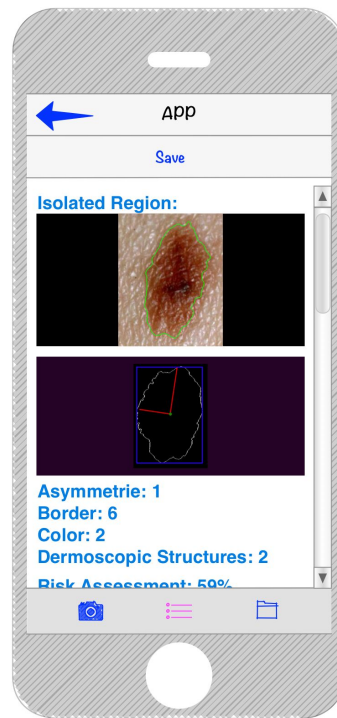 App
Save
Isolated Region:
Asymmetrie: 1
Border: 6
Color: 2
Dermoscopic Structures: 2
Risk Assessment: 59%